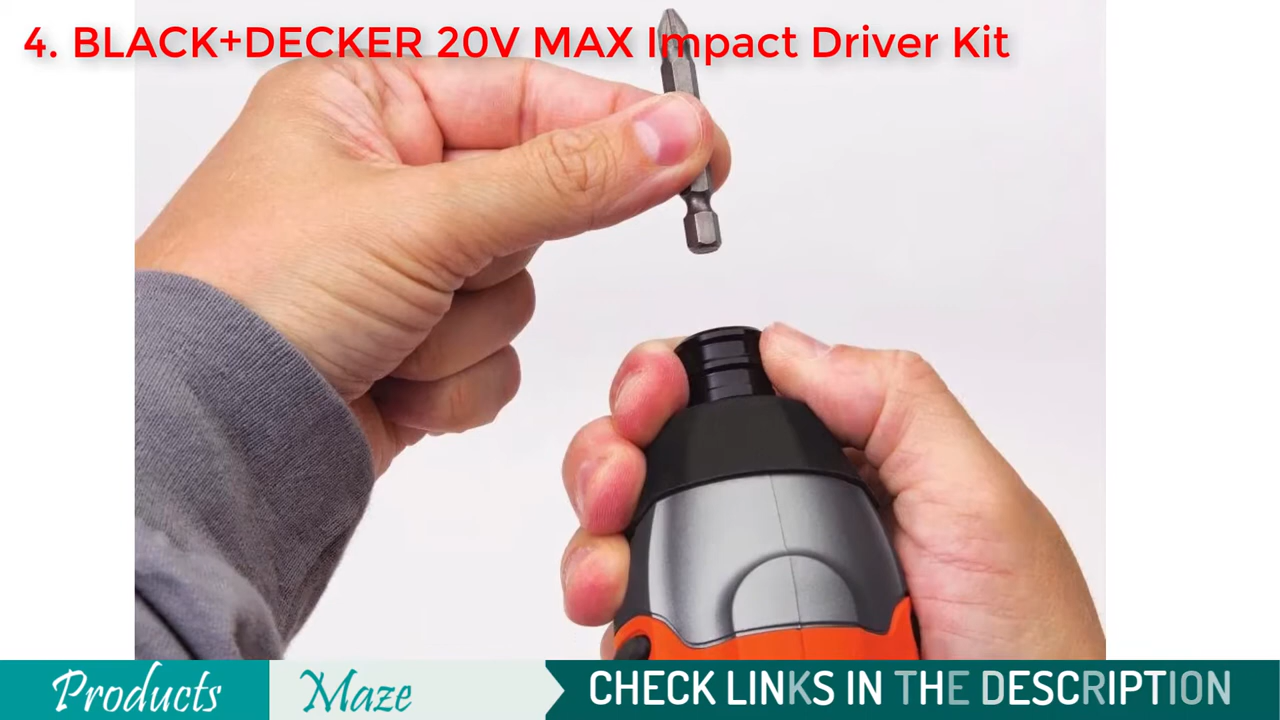 4. BLACK+DECKER 20V MAX Impact Driver Kit
Products Maze CHECK LINKS IN THE DESCRIPTION